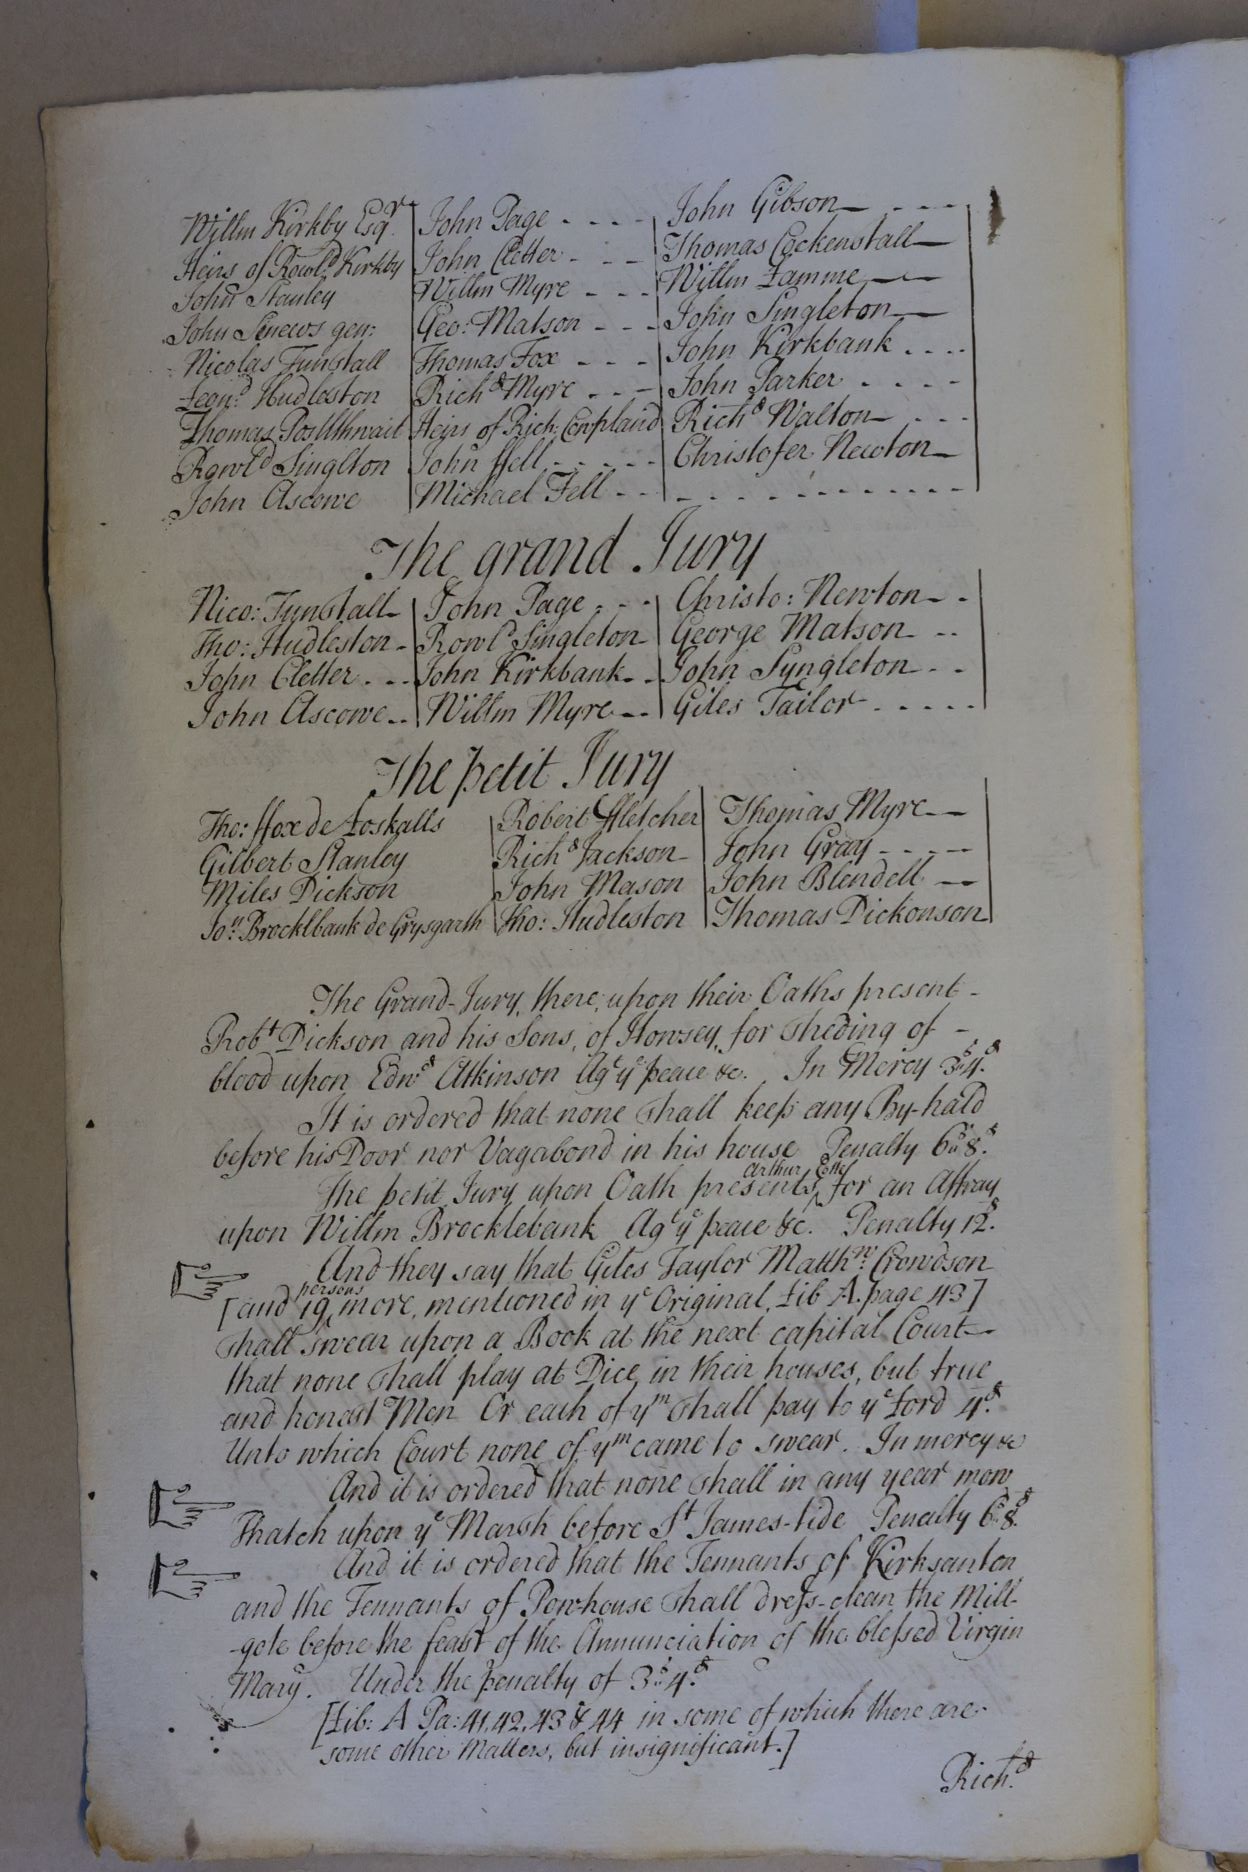 Willm Kirkby Esqr. | John Page - - - - | John Gibson - - - -
Heirs of Rowld. Kirkby | John Cletter - - - | Thomas Cockenstall
John Stanley | Willm Myre - - - | Willm Lamme
John Senews gen: | Geo: Matson - - - | John Singleton
Nicolas Tunstall | Thomas Fox - - - | John Kirkbank - - - -
Leond. Hudleston | Richd Myre - - - | John Parker - - - -
Thomas Postlthwait | Heirs of Rich: Coupland | Richd Walton - - -
Rowld Singlton | John ffell - - - - - | Christofer Newton
John Ascowe | Michael Fell - - | - - - - - - - - - - - -
The grand Jury
Nico: Tunstall | John Page - - - | Christo: Newton - -
Tho: Hudleston - | Rowld Singleton | George Matson - - -
John Cletter - - - | John Kirkbank - - | John Syngleton - - -
John Ascowe - - | Willm Myre - - | Giles Tailor - - - - -
The petit Jury
Tho: ffox de Loskalls | Robert ffletcher | Thomas Myre
Gilbert Stanley | Richd Jackson | John Gray - - - - -
Miles Dickson | John Mason | John Blendell
Jon. Brocklbank de Grysgarth | Tho: Hudleston | Thomas Dickonson
The Grand-Jury, there, upon their Oaths present -
Robt Dickson and his Sons, of Howsey, for Sheding of -
blood upon Edwd Atkinson Agt ye peace &c. In Mercy 3s..4d.
It is ordered that none shall keep any By-hald
before his Door nor Vagabond in his house Penalty 6s..8d.
The petit Jury upon Oath presents Arthur for an Affray
upon Willm Brocklebank Agt ye peace &c. Penalty 12d.
And they say that Giles Taylor Matthw. Crowdson
[and 19 persons more, mentioned in ye Original, Lib A. page 43]
shall swear upon a Book at the next capital Court
that none shall play at Dice in their houses, but true
and honest Men Or each of ym shall pay to ye Lord 4d.
Unto which Court none of ym came to swear. In mercy &c
And it is ordered that none shall in any year mow
Thatch upon ye Marsh before St James-tide Penalty 6s..8d.
And it is ordered that the Tennants of Kirksanton
and the Tennants of Powhouse shall dress-clean the Mill-
-gote before the feast of the Annunciation of the blessed Virgin
Mary. Under the penalty of 3s..4d.
[Lib: A Pa: 41, 42, 43 & 44 in some of which there are
some other Matters, but insignificant.]
Richd.